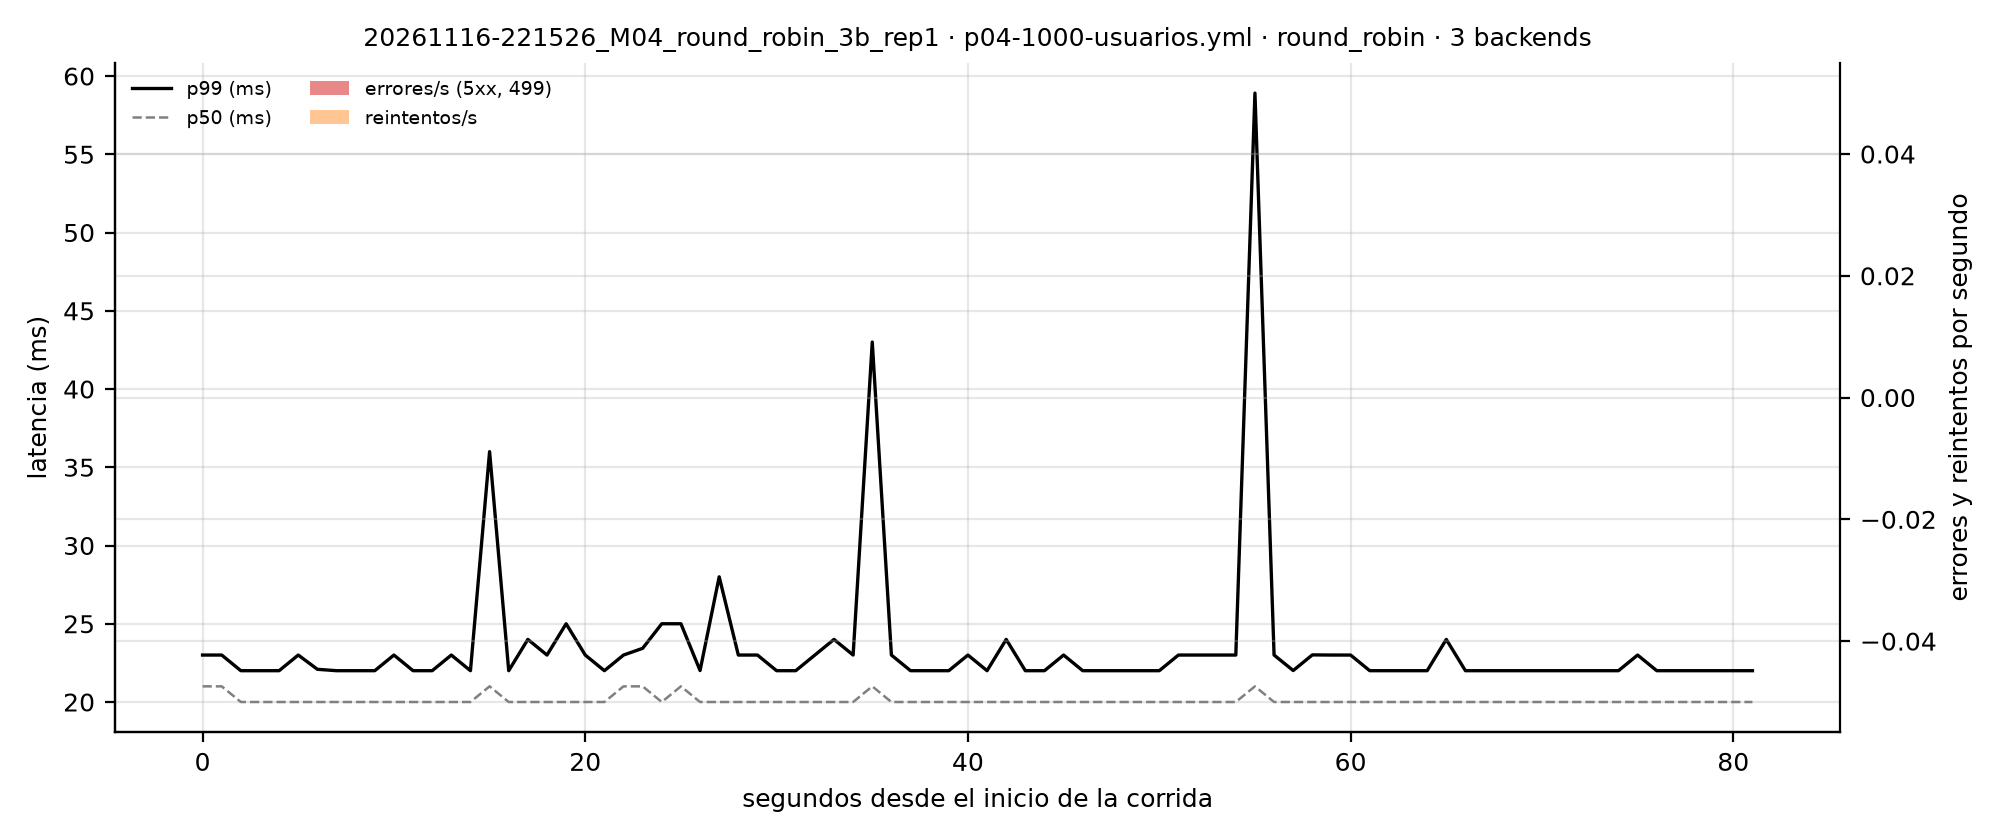 20261116-221526_M04_round_robin_3b_rep1 · p04-1000-usuarios.yml · round_robin · 3 backends
p99 (ms)
p50 (ms)
errores/s (5xx, 499)
reintentos/s
latencia (ms)
60
55
50
45
40
35
30
25
20
0.04
0.02
0.00
−0.02
−0.04
errores y reintentos por segundo
0
20
40
60
80
segundos desde el inicio de la corrida